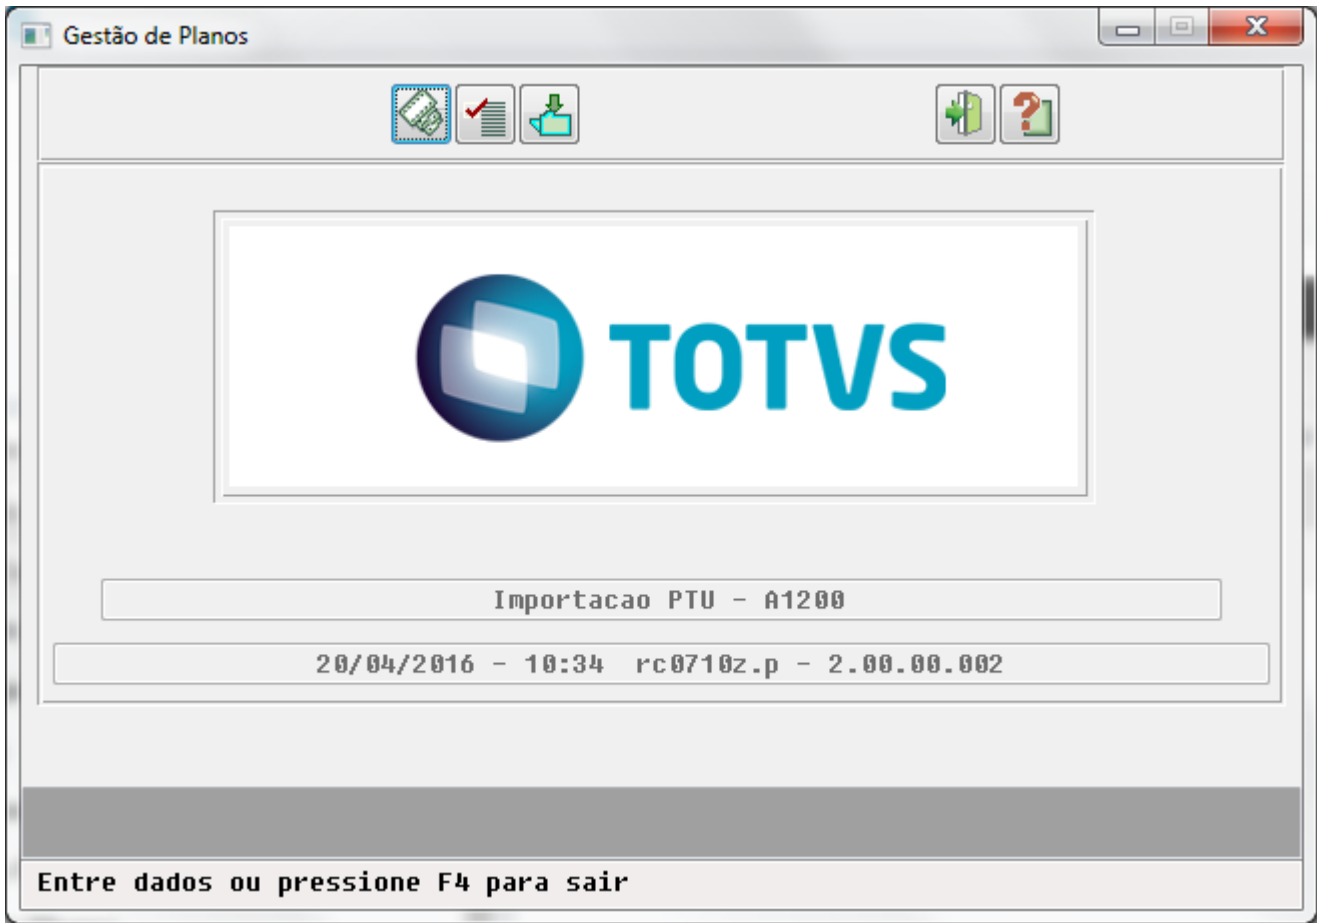 Gestão de Planos
TOTVS
Importacao PTU - A1200
20/04/2016 - 10:34 rc0710z.p - 2.00.00.002
Entre dados ou pressione F4 para sair